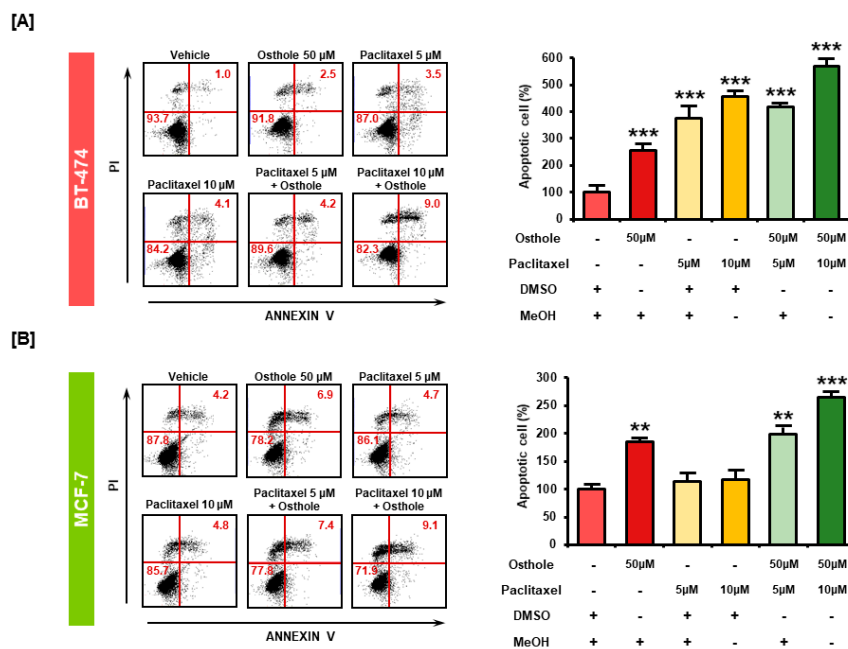 [A]
BT-474
PI
Vehicle
Osthole 50 µM
Paclitaxel 5 µM
1.0
2.5
3.5
93.7
91.8
87.0
Paclitaxel 10 µM
Paclitaxel 5 µM
+ Osthole
Paclitaxel 10 µM
+ Osthole
4.1
4.2
9.0
84.2
89.6
82.3
ANNEXIN V
Apoptotic cell (%)
600
500
400
300
200
100
0
***
***
***
***
***
Osthole - 50µM - - 50µM 50µM
Paclitaxel - - 5µM 10µM 5µM 10µM
DMSO + - + + - -
MeOH + + + - + -
[B]
MCF-7
PI
Vehicle
Osthole 50 µM
Paclitaxel 5 µM
4.2
6.9
4.7
87.8
78.2
86.1
Paclitaxel 10 µM
Paclitaxel 5 µM
+ Osthole
Paclitaxel 10 µM
+ Osthole
4.8
7.4
9.1
85.7
77.8
71.9
ANNEXIN V
Apoptotic cell (%)
300
250
200
150
100
50
0
**
**
***
Osthole - 50µM - - 50µM 50µM
Paclitaxel - - 5µM 10µM 5µM 10µM
DMSO + - + + - -
MeOH + + + - + -